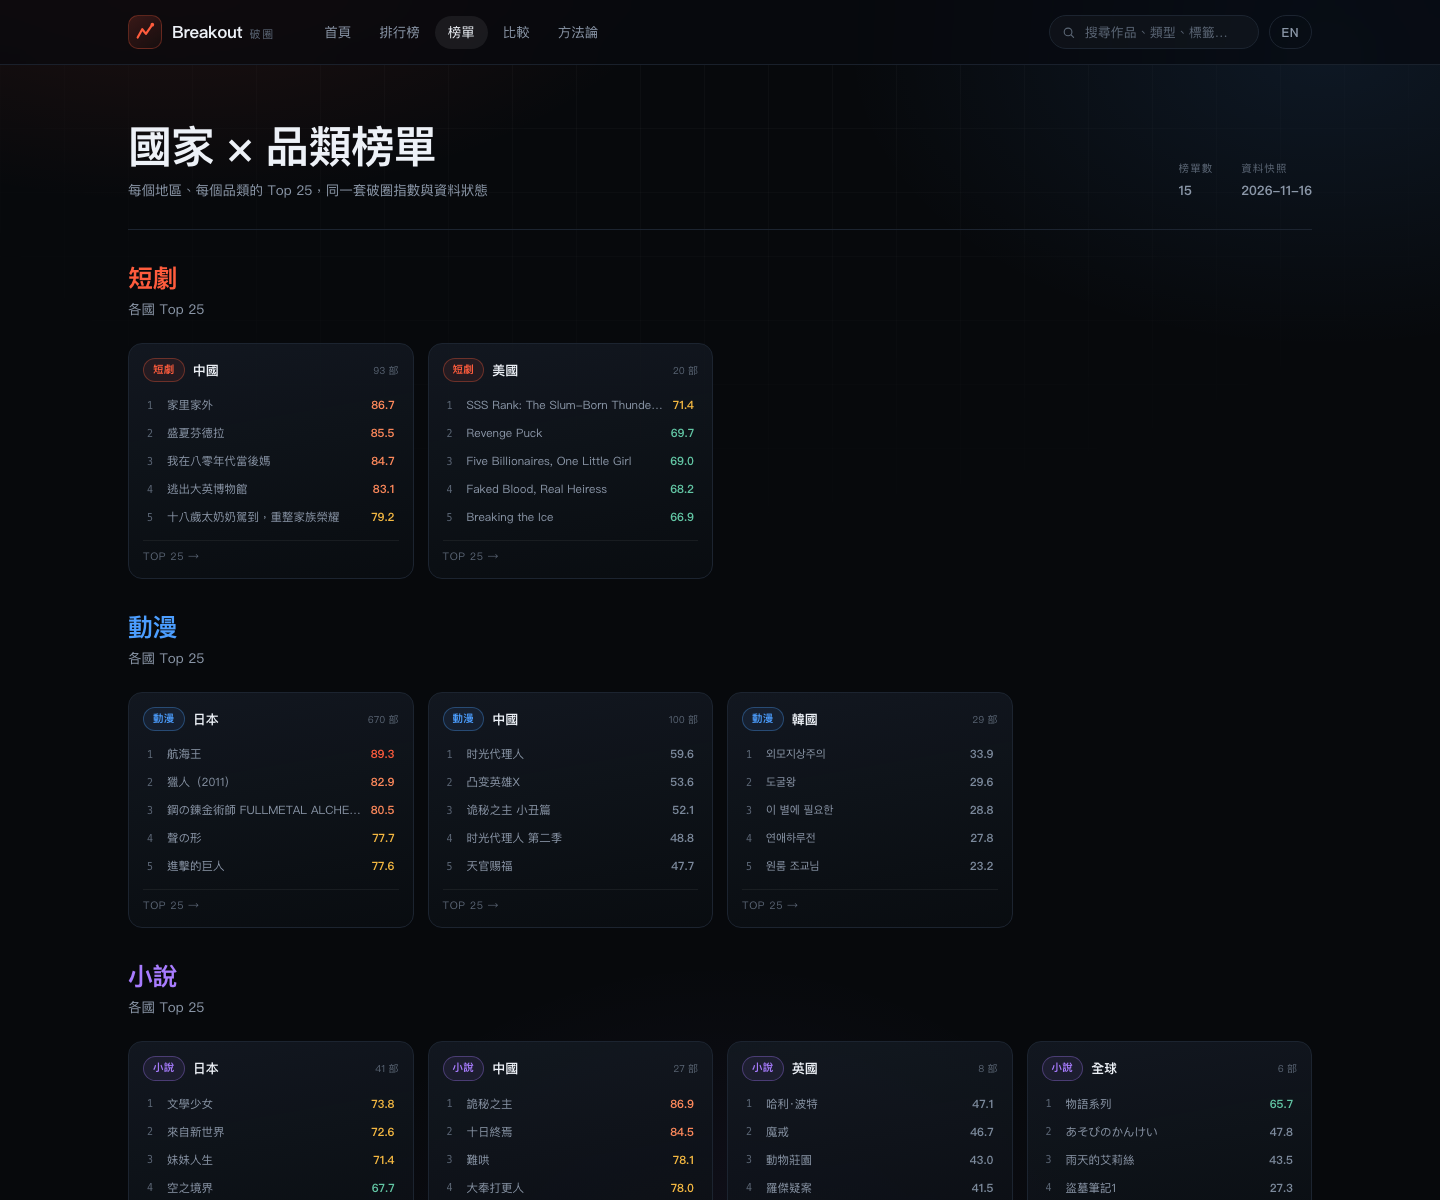 Breakout 破圈
首頁 排行榜 榜單 比較 方法論
搜尋作品、類型、標籤...
EN
國家 × 品類榜單
每個地區、每個品類的 Top 25，同一套破圈指數與資料狀態
榜單數
15
資料快照
2026-11-16
短劇
各國 Top 25
短劇 中國 93 部
1 家里家外 86.7
2 盛夏芬德拉 85.5
3 我在八零年代當後媽 84.7
4 逃出大英博物館 83.1
5 十八歲太奶奶駕到，重整家族榮耀 79.2
TOP 25 →
短劇 美國 20 部
1 SSS Rank: The Slum-Born Thunde... 71.4
2 Revenge Puck 69.7
3 Five Billionaires, One Little Girl 69.0
4 Faked Blood, Real Heiress 68.2
5 Breaking the Ice 66.9
TOP 25 →
動漫
各國 Top 25
動漫 日本 670 部
1 航海王 89.3
2 獵人（2011） 82.9
3 鋼の錬金術師 FULLMETAL ALCHE... 80.5
4 聲の形 77.7
5 進擊的巨人 77.6
TOP 25 →
動漫 中國 100 部
1 时光代理人 59.6
2 凸变英雄X 53.6
3 诡秘之主 小丑篇 52.1
4 时光代理人 第二季 48.8
5 天官赐福 47.7
TOP 25 →
動漫 韓國 29 部
1 외모지상주의 33.9
2 도굴왕 29.6
3 이 별에 필요한 28.8
4 연애하루전 27.8
5 원룸 조교님 23.2
TOP 25 →
小說
各國 Top 25
小說 日本 41 部
1 文學少女 73.8
2 來自新世界 72.6
3 妹妹人生 71.4
4 空之境界 67.7
小說 中國 27 部
1 詭秘之主 86.9
2 十日終焉 84.5
3 難哄 78.1
4 大奉打更人 78.0
小說 英國 8 部
1 哈利·波特 47.1
2 魔戒 46.7
3 動物莊園 43.0
4 羅傑疑案 41.5
小說 全球 6 部
1 物語系列 65.7
2 あそびのかんけい 47.8
3 雨天的艾莉絲 43.5
4 盜墓筆記1 27.3